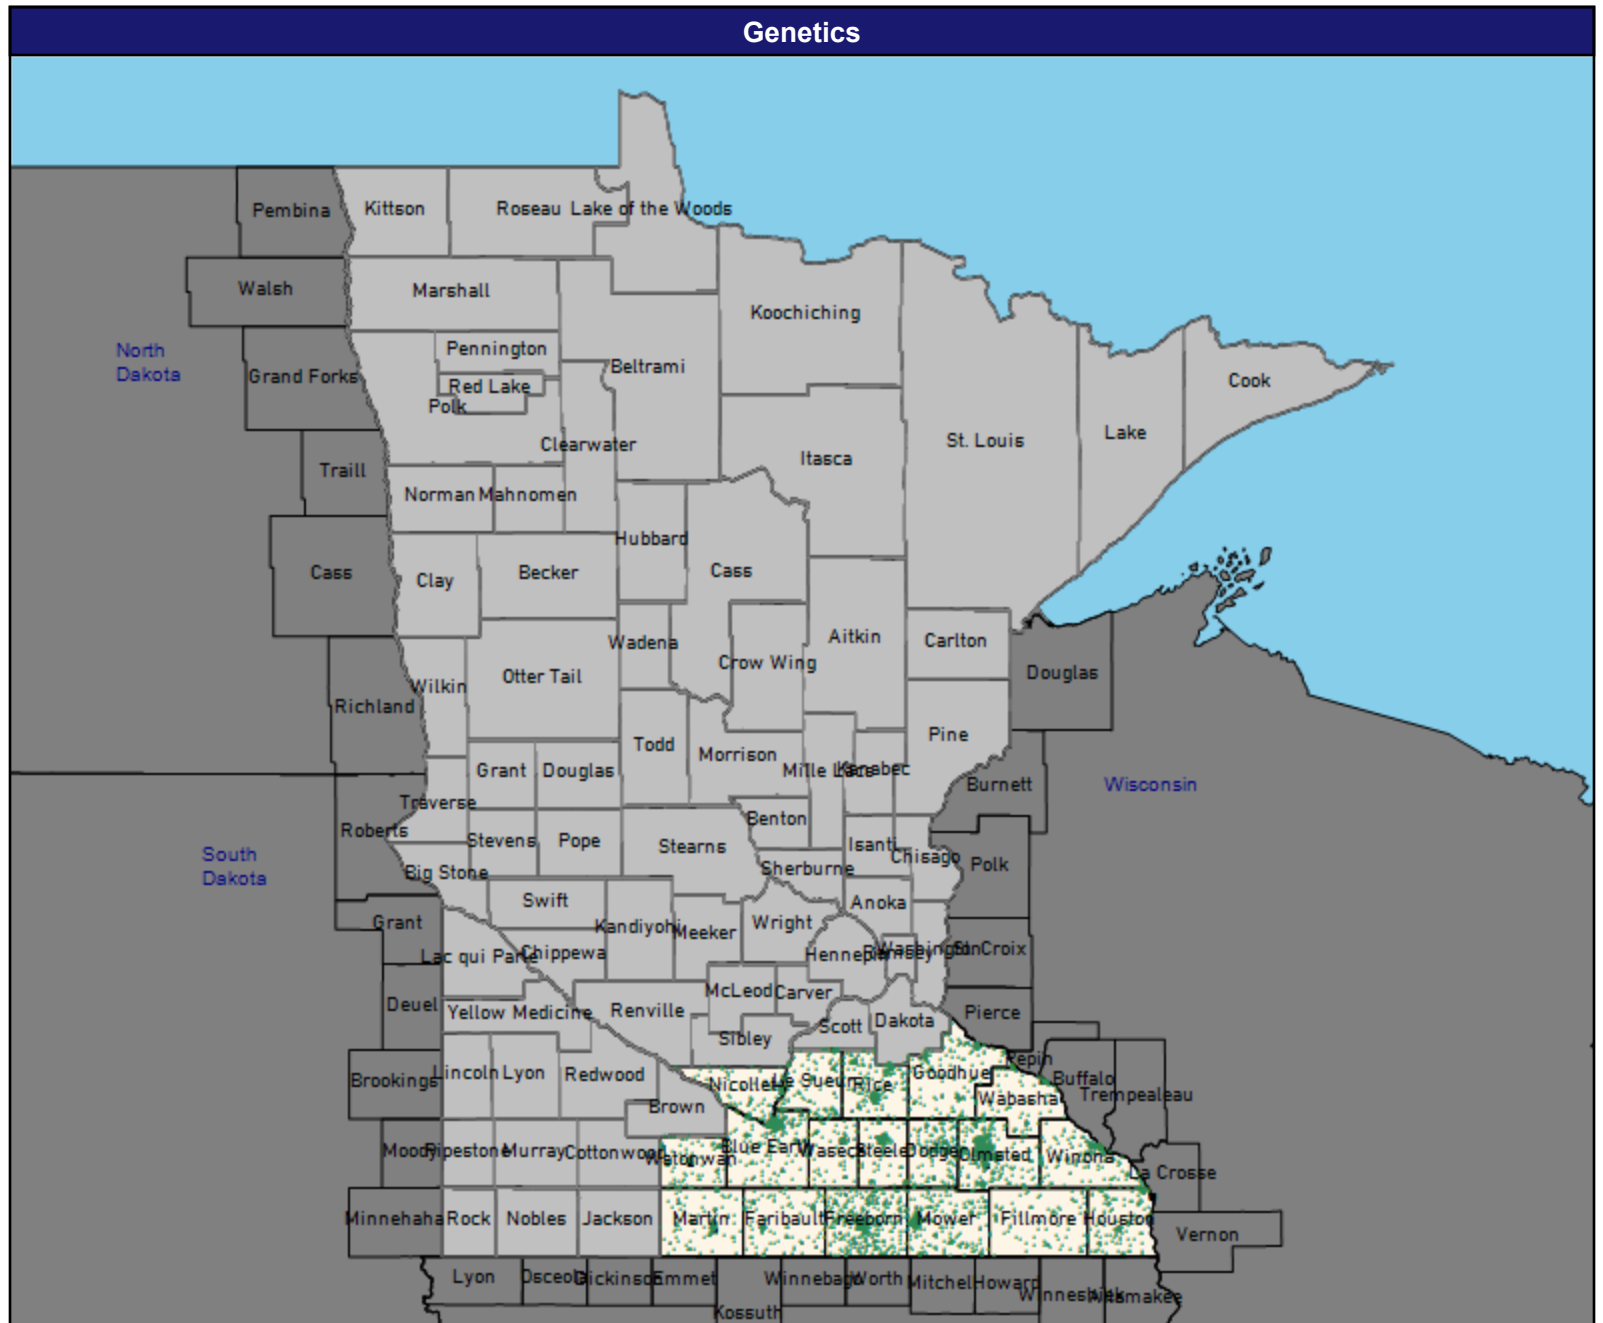 Genetics
Pembina
Kittson
Roseau
Lake of the Woods
Walsh
Marshall
Koochiching
North
Dakota
Pennington
Grand Forks
Red Lake
Beltrami
Cook
Polk
Lake
St. Louis
Clearwater
Itasca
Traill
Norman
Mahnomen
Hubbard
Cass
Clay
Becker
Cass
Wadena
Aitkin
Carlton
Crow Wing
Douglas
Otter Tail
Wilkin
Richland
Pine
Todd
Morrison
Grant
Douglas
Mille Lacs
Kanabec
Burnett
Wisconsin
Traverse
Benton
Roberts
Stevens
Pope
Stearns
Isanti
Chisago
South
Dakota
Polk
Sherburne
Big Stone
Swift
Anoka
Grant
Kandiyohi
Meeker
Wright
Lac qui Parle
Chippewa
Hennepin
Ramsey
Washington
St. Croix
McLeod
Carver
Deuel
Yellow Medicine
Renville
Pierce
Scott
Dakota
Sibley
Pepin
Brookings
Lincoln
Lyon
Redwood
Nicollet
Le Sueur
Rice
Goodhue
Buffalo
Trempealeau
Wabasha
Brown
Moody
Pipestone
Murray
Cottonwood
Watonwan
Blue Earth
Waseca
Steele
Dodge
Olmsted
Winona
La Crosse
Minnehaha
Rock
Nobles
Jackson
Martin
Faribault
Freeborn
Mower
Fillmore
Houston
Vernon
Lyon
Osceola
Dickinson
Emmet
Winnebago
Worth
Mitchell
Howard
Winneshiek
Allamakee
Kossuth